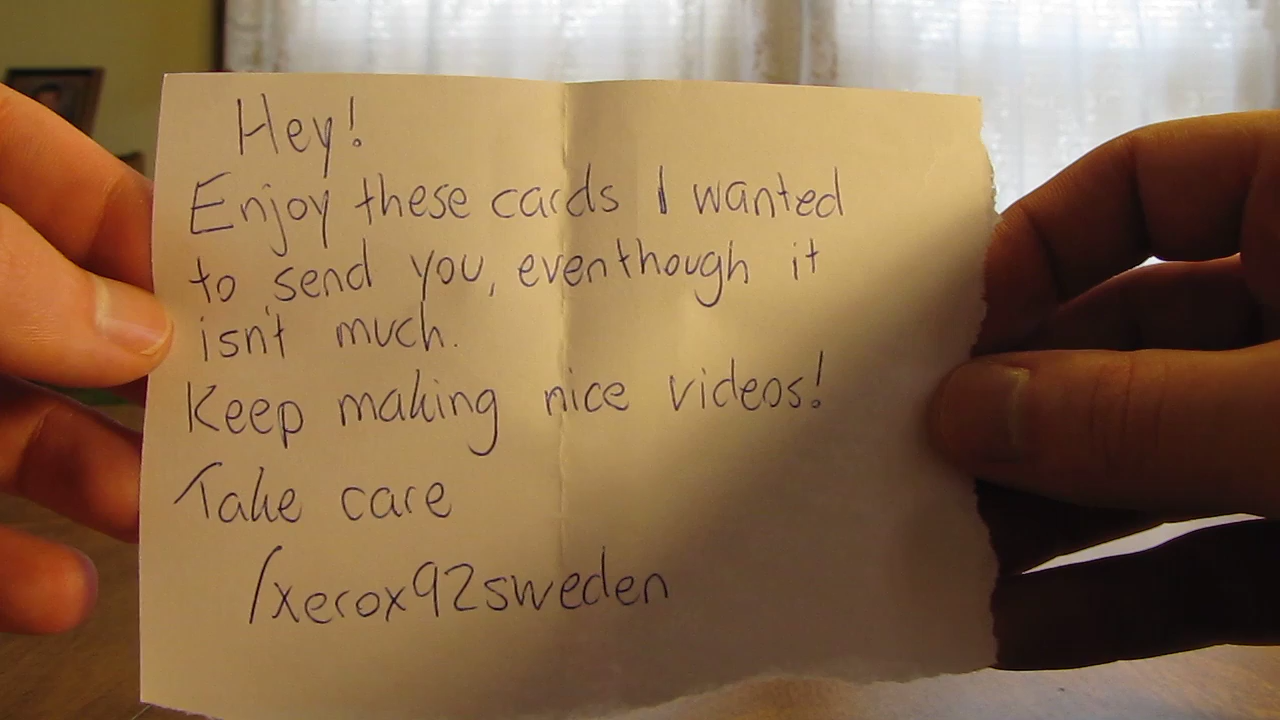 Hey!
Enjoy these cards I wanted
to send you, eventhough it
isn't much.
Keep making nice videos!
Take care
/xerox92sweden